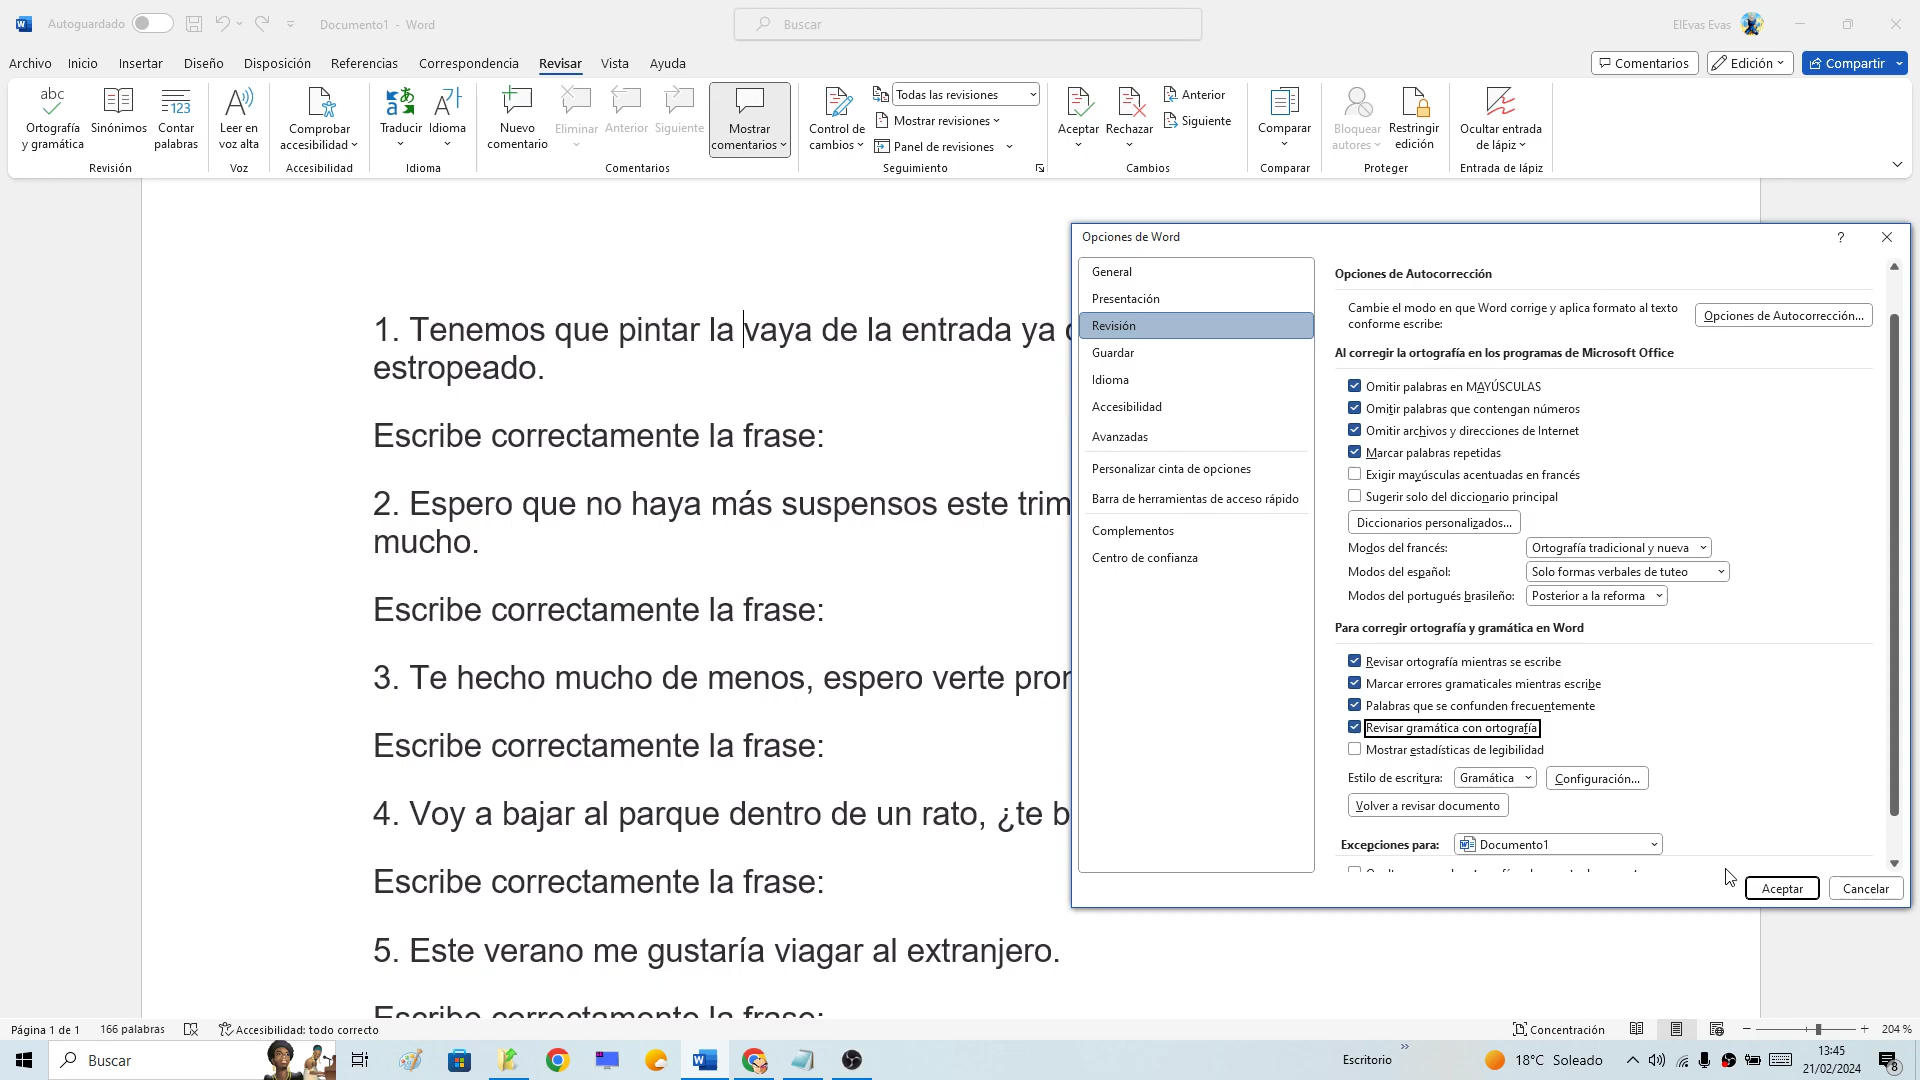 Autoguardado
Documento1 - Word
Buscar
ElEvas Evas
Archivo Inicio Insertar Diseño Disposición Referencias Correspondencia Revisar Vista Ayuda
Comentarios Edición Compartir
abc
Ortografía
y gramática
Sinónimos
123
Contar
palabras
Revisión
Leer en
voz alta
Voz
Comprobar
accesibilidad
Accesibilidad
Traducir
Idioma
Idioma
Nuevo
comentario
Eliminar
Anterior
Siguiente
Mostrar
comentarios
Comentarios
Control de
cambios
Todas las revisiones
Mostrar revisiones
Panel de revisiones
Seguimiento
Aceptar
Rechazar
Anterior
Siguiente
Cambios
Comparar
Comparar
Bloquear
autores
Restringir
edición
Proteger
Ocultar entrada
de lápiz
Entrada de lápiz
1. Tenemos que pintar la vaya de la entrada ya
estropeado.
Escribe correctamente la frase:
2. Espero que no haya más suspensos este trim
mucho.
Escribe correctamente la frase:
3. Te hecho mucho de menos, espero verte
Escribe correctamente la frase:
4. Voy a bajar al parque dentro de un rato, ¿te b
Escribe correctamente la frase:
5. Este verano me gustaría viagar al extranjero.
Escribe correctamente la frase:
Opciones de Word
General
Presentación
Revisión
Guardar
Idioma
Accesibilidad
Avanzadas
Personalizar cinta de opciones
Barra de herramientas de acceso rápido
Complementos
Centro de confianza
Opciones de Autocorrección
Cambie el modo en que Word corrige y aplica formato al texto
conforme escribe:
Opciones de Autocorrección...
Al corregir la ortografía en los programas de Microsoft Office
Omitir palabras en MAYÚSCULAS
Omitir palabras que contengan números
Omitir archivos y direcciones de Internet
Marcar palabras repetidas
Exigir mayúsculas acentuadas en francés
Sugerir solo del diccionario principal
Diccionarios personalizados...
Modos del francés: Ortografía tradicional y nueva
Modos del español: Solo formas verbales de tuteo
Modos del portugués brasileño: Posterior a la reforma
Para corregir ortografía y gramática en Word
Revisar ortografía mientras se escribe
Marcar errores gramaticales mientras escribe
Palabras que se confunden frecuentemente
Revisar gramática con ortografía
Mostrar estadísticas de legibilidad
Estilo de escritura: Gramática Configuración...
Volver a revisar documento
Excepciones para: Documento1
Aceptar Cancelar
Página 1 de 1 166 palabras Accesibilidad: todo correcto
Concentración
204 %
Buscar
Escritorio
18°C Soleado
13:45
21/02/2024
8